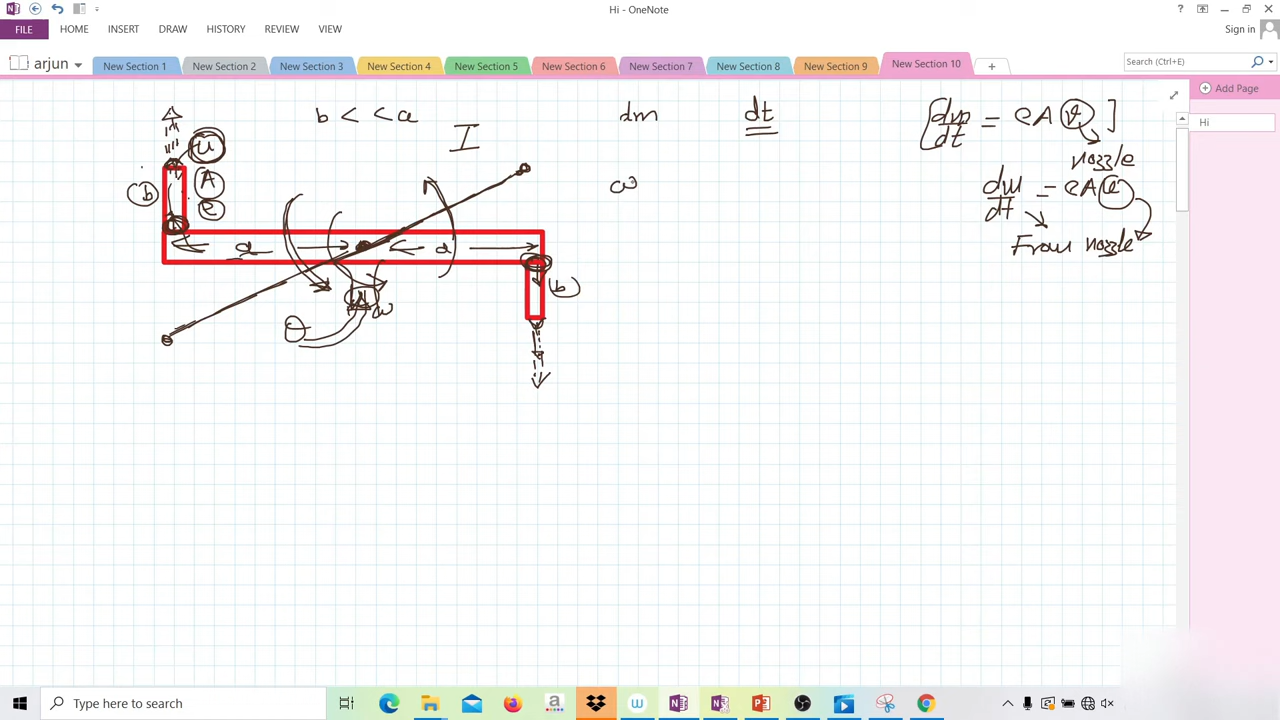 Hi - OneNote
Sign in
FILE HOME INSERT DRAW HISTORY REVIEW VIEW
arjun New Section 1 New Section 2 New Section 3 New Section 4 New Section 5 New Section 6 New Section 7 New Section 8 New Section 9 New Section 10 +
Search (Ctrl+E)
Add Page
Hi
b < < a
dm
dt
[dm/dt = ρA v]
nozzle
dm/dt = ρA u
From nozzle
I
u
A
ρ
b
ω
a
a
b
ω
θ
Type here to search